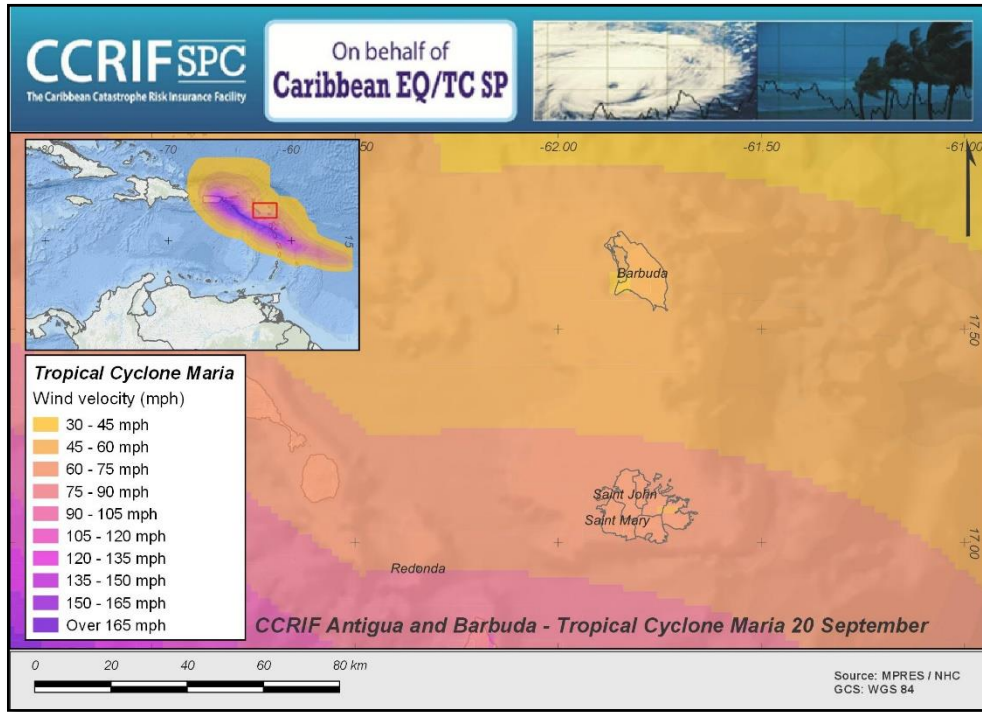 CCRIF SPC
The Caribbean Catastrophe Risk Insurance Facility
On behalf of
Caribbean EQ/TC SP
-80
-70
-60
15
50
-62.00
-61.50
-61.00
Barbuda
17.50
Tropical Cyclone Maria
Wind velocity (mph)
30 - 45 mph
45 - 60 mph
60 - 75 mph
75 - 90 mph
90 - 105 mph
105 - 120 mph
120 - 135 mph
135 - 150 mph
150 - 165 mph
Over 165 mph
Saint John
Saint Mary
17.00
Redonda
CCRIF Antigua and Barbuda - Tropical Cyclone Maria 20 September
0 20 40 60 80 km
Source: MPRES / NHC
GCS: WGS 84